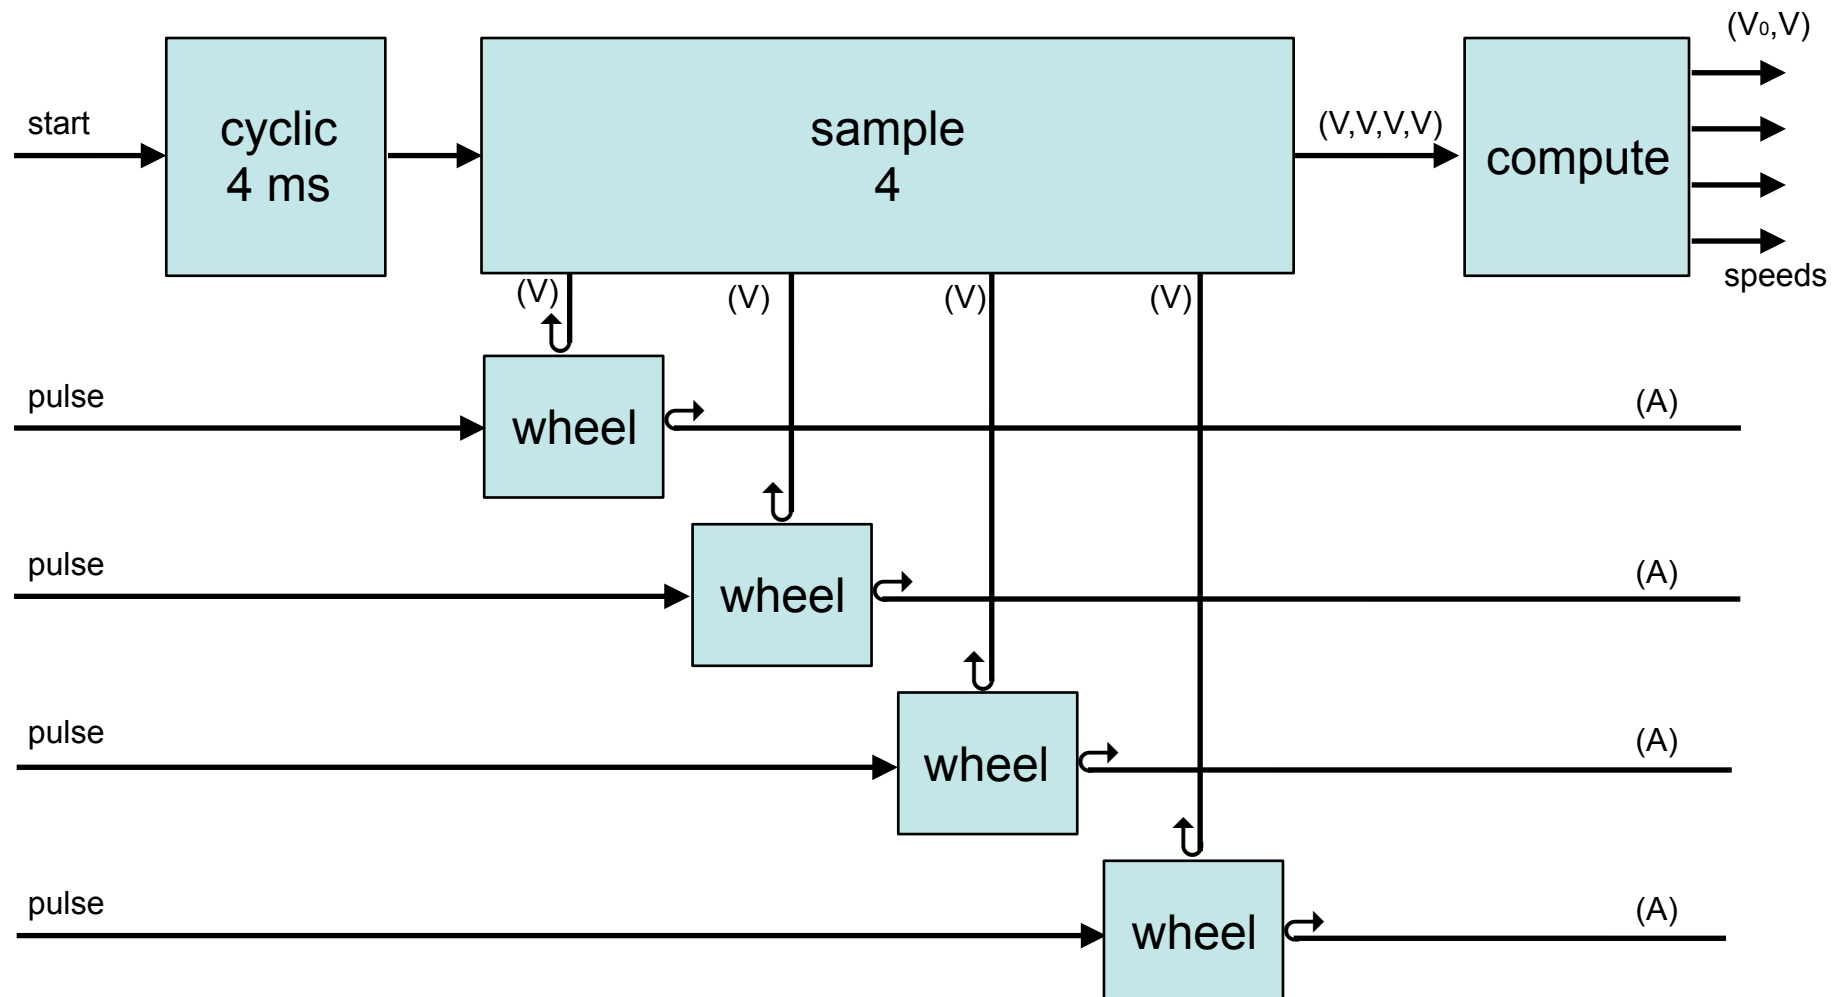 (V₀,V)
start
cyclic
4 ms
sample
4
(V,V,V,V)
compute
speeds
(V)
(V)
(V)
(V)
pulse
wheel
(A)
pulse
wheel
(A)
pulse
wheel
(A)
pulse
wheel
(A)